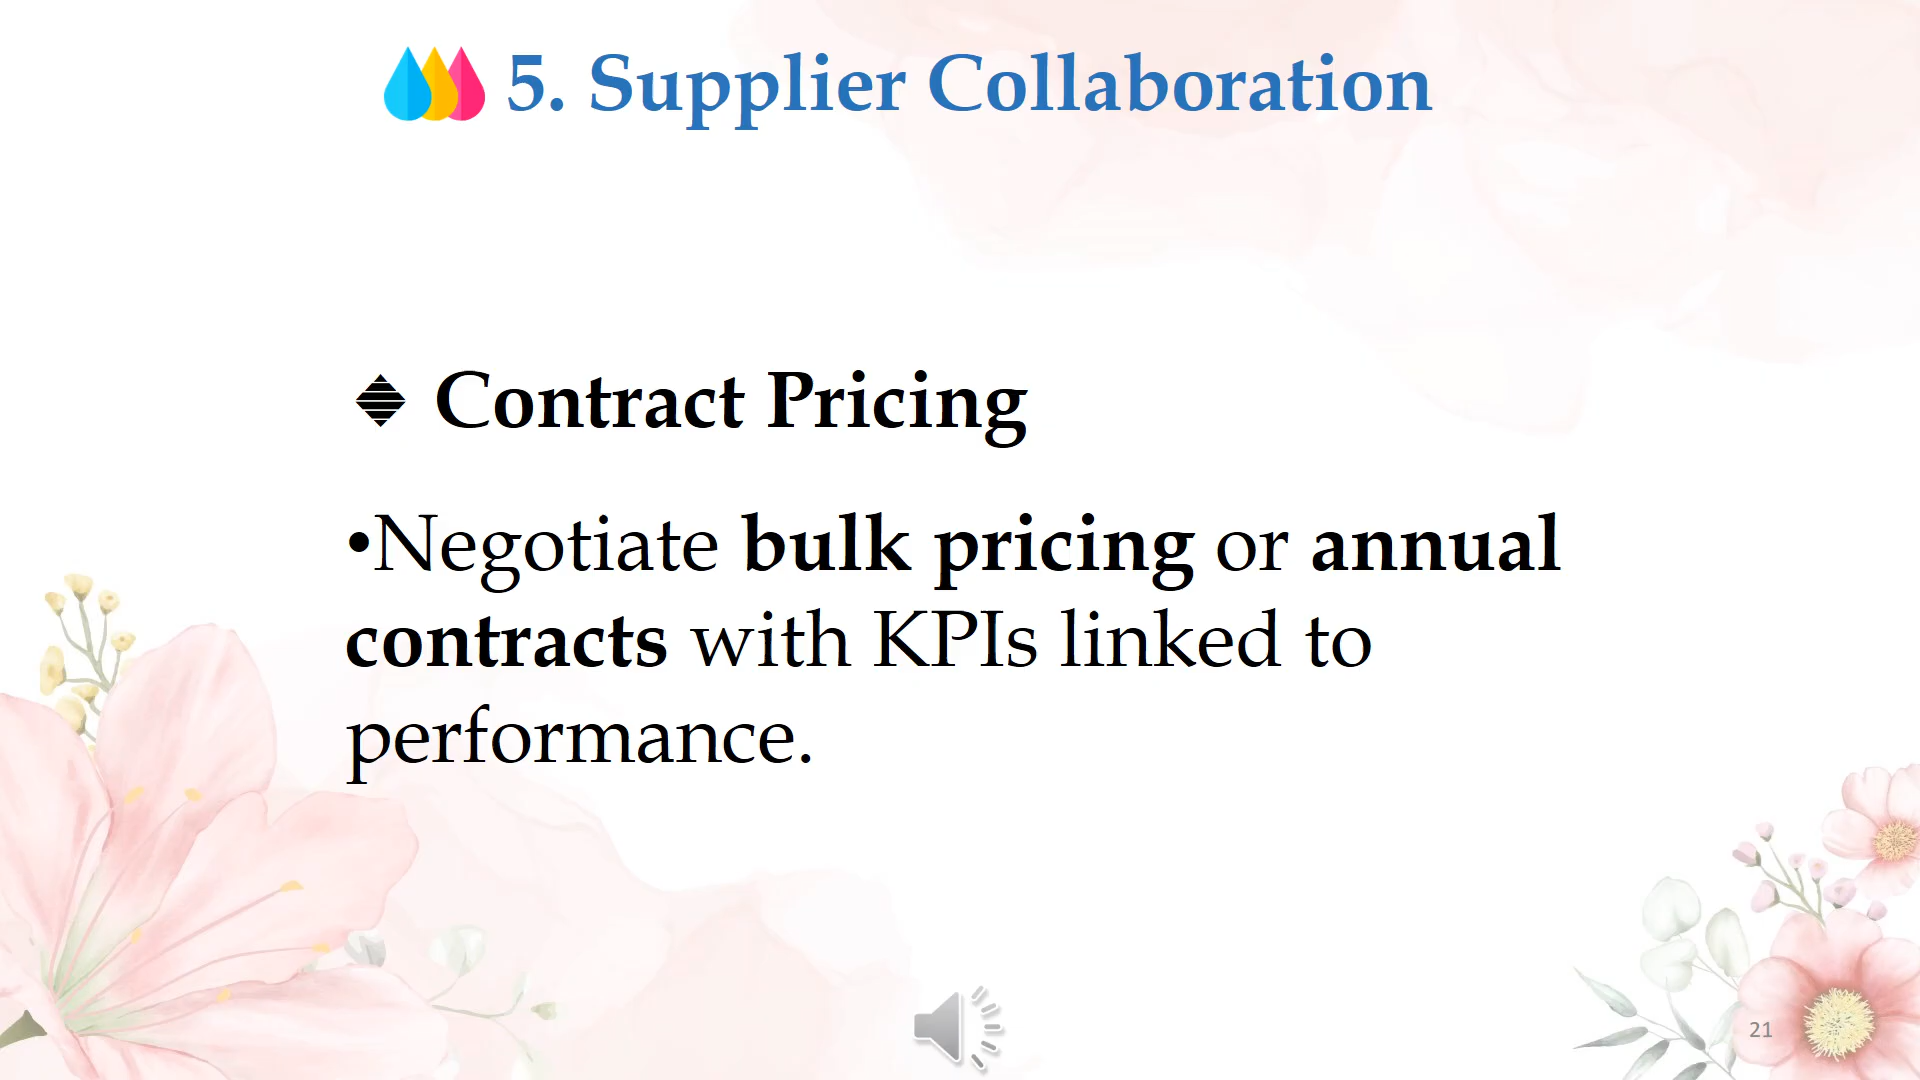 5. Supplier Collaboration
Contract Pricing
•Negotiate bulk pricing or annual
contracts with KPIs linked to
performance.
21